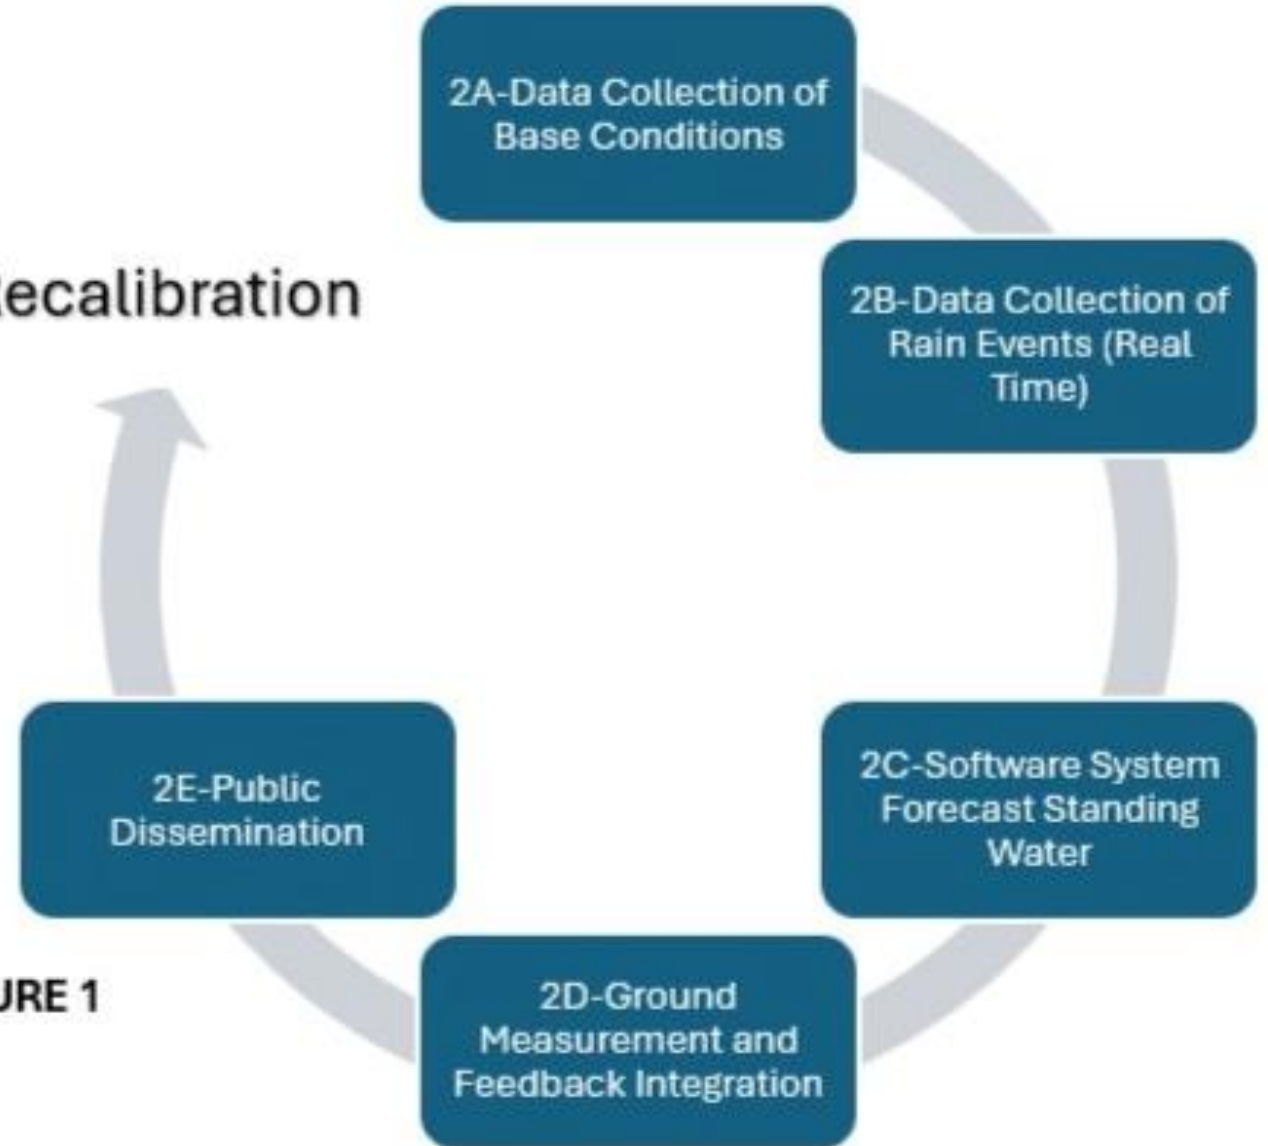 2A-Data Collection of
Base Conditions
ecalibration
2B-Data Collection of
Rain Events (Real
Time)
2C-Software System
Forecast Standing
Water
2E-Public
Dissemination
URE 1
2D-Ground
Measurement and
Feedback Integration